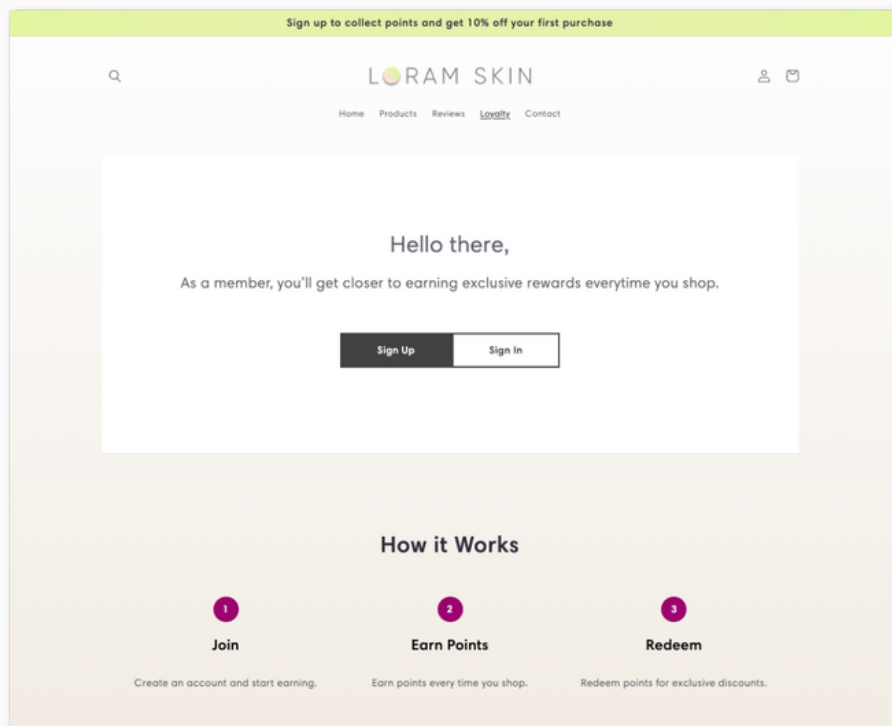 Sign up to collect points and get 10% off your first purchase
LORAM SKIN
Home Products Reviews Loyalty Contact
Hello there,
As a member, you'll get closer to earning exclusive rewards everytime you shop.
Sign Up Sign In
How it Works
1 2 3
Join Earn Points Redeem
Create an account and start earning. Earn points every time you shop. Redeem points for exclusive discounts.